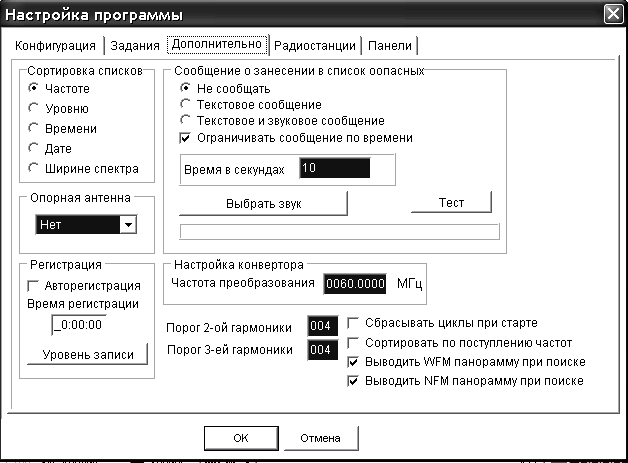 Настройка программы
Конфигурация Задания Дополнительно Радиостанции Панели
Сортировка списков
Частоте
Уровню
Времени
Дате
Ширине спектра
Сообщение о занесении в список оопасных
Не сообщать
Текстовое сообщение
Текстовое и звуковое сообщение
Ограничивать сообщение по времени
Время в секундах 10
Выбрать звук Тест
Опорная антенна
Нет
Регистрация
Авторегистрация
Время регистрации
_0:00:00
Уровень записи
Настройка конвертора
Частота преобразования 0060.0000 МГц
Порог 2-ой гармоники 004
Порог 3-ей гармоники 004
Сбрасывать циклы при старте
Сортировать по поступлению частот
Выводить WFM панорамму при поиске
Выводить NFM панорамму при поиске
OK Отмена